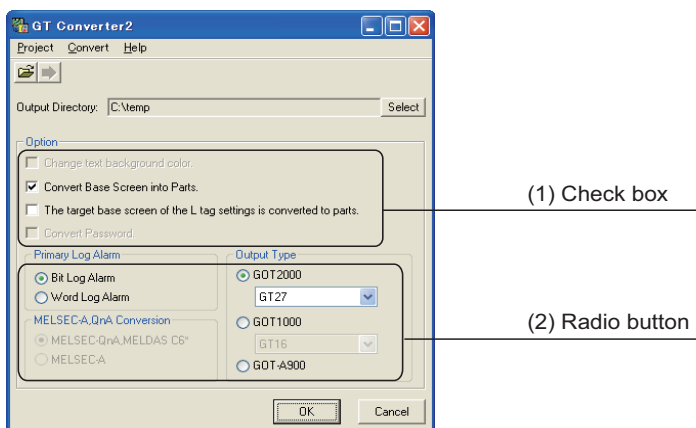 GT Converter2
Project Convert Help
Output Directory: C:\temp Select
Option
Change text background color.
Convert Base Screen into Parts.
The target base screen of the L tag settings is converted to parts.
Convert Password.
(1) Check box
Primary Log Alarm
Bit Log Alarm
Word Log Alarm
MELSEC-A,QnA Conversion
MELSEC-QnA,MELDAS C6*
MELSEC-A
Output Type
GOT2000
GT27
GOT1000
GT16
GOT-A900
(2) Radio button
OK Cancel